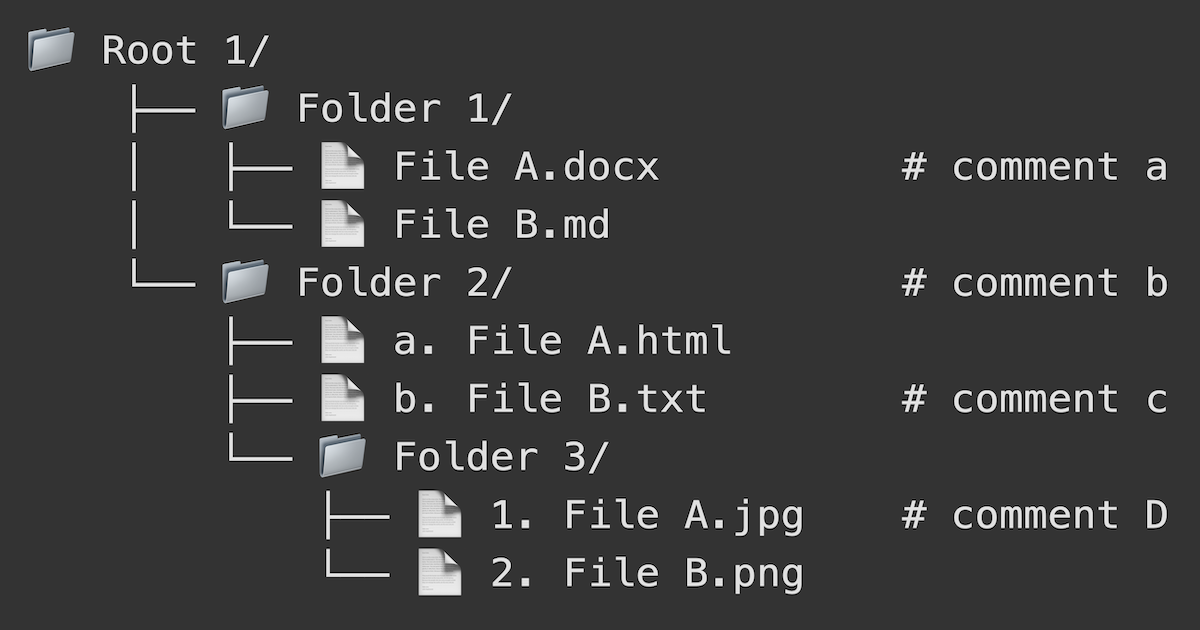 Root 1/
├── Folder 1/
│   ├── File A.docx          # comment a
│   └── File B.md
└── Folder 2/                # comment b
    ├── a. File A.html
    ├── b. File B.txt        # comment c
    └── Folder 3/
        ├── 1. File A.jpg    # comment D
        └── 2. File B.png